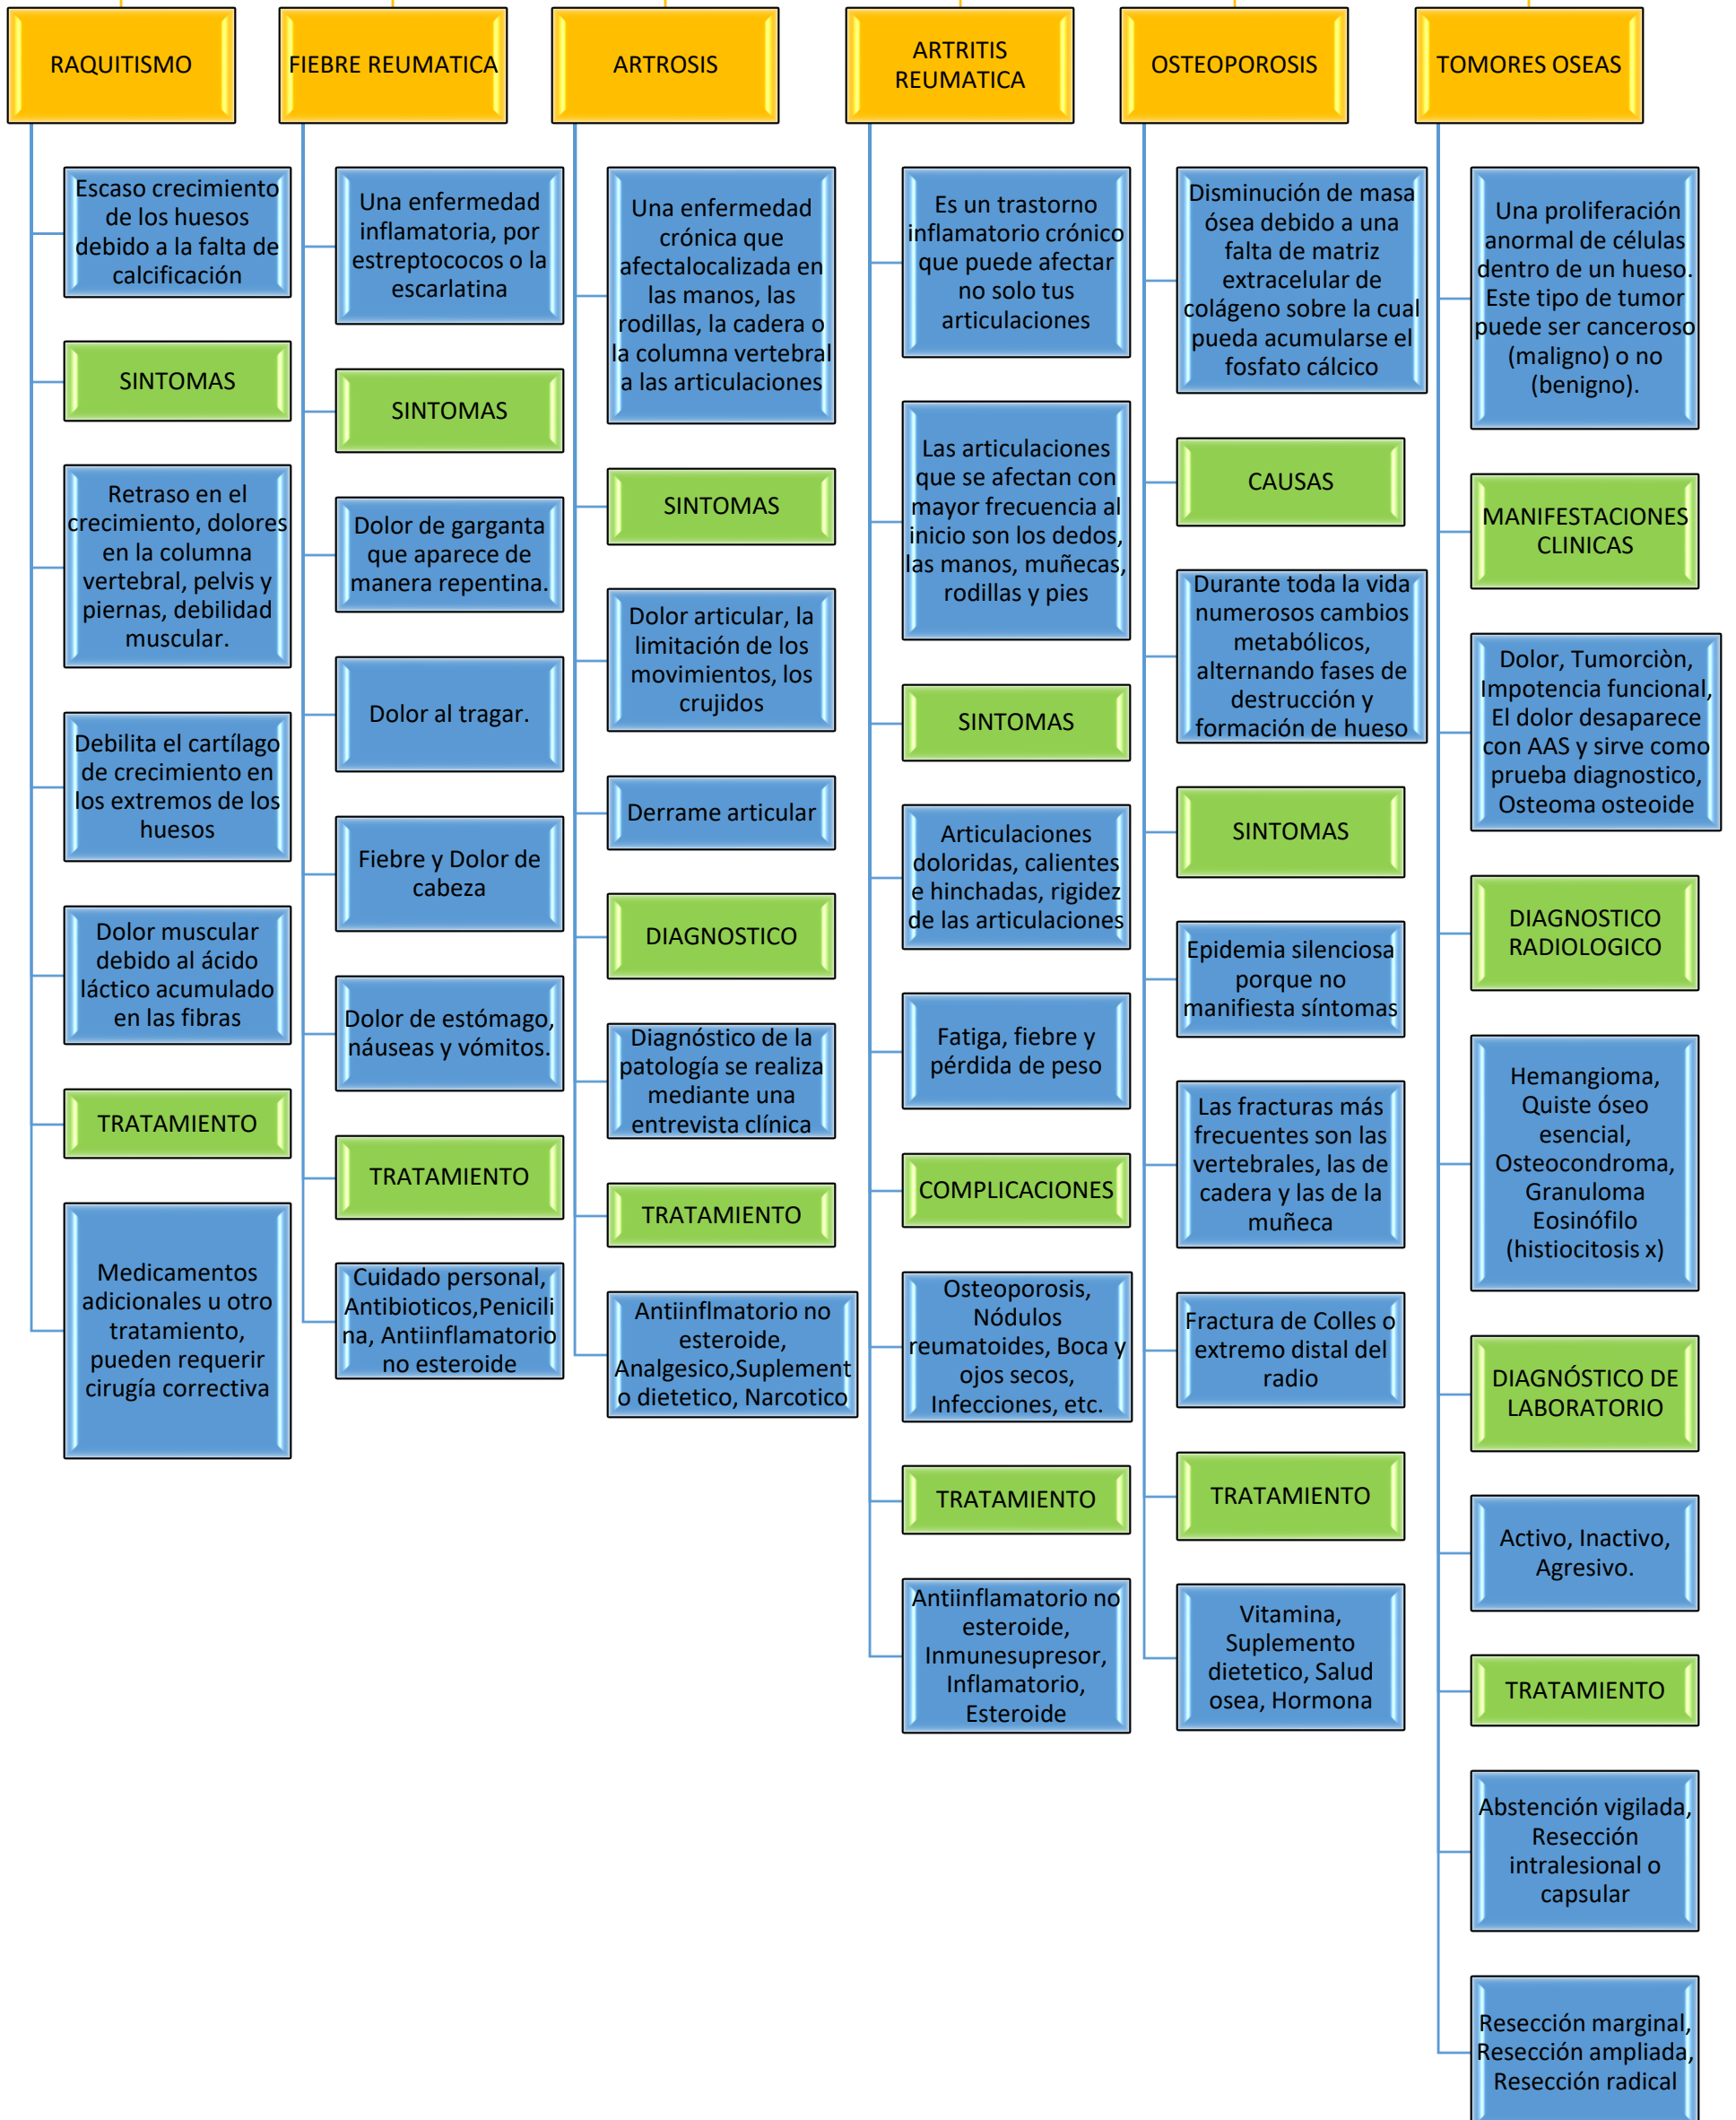 RAQUITISMO
Escaso crecimiento
de los huesos
debido a la falta de
calcificación
SINTOMAS
Retraso en el
crecimiento, dolores
en la columna
vertebral, pelvis y
piernas, debilidad
muscular.
Debilita el cartílago
de crecimiento en
los extremos de los
huesos
Dolor muscular
debido al ácido
láctico acumulado
en las fibras
TRATAMIENTO
Medicamentos
adicionales u otro
tratamiento,
pueden requerir
cirugía correctiva
FIEBRE REUMATICA
Una enfermedad
inflamatoria, por
estreptococos o la
escarlatina
SINTOMAS
Dolor de garganta
que aparece de
manera repentina.
Dolor al tragar.
Fiebre y Dolor de
cabeza
Dolor de estómago,
náuseas y vómitos.
TRATAMIENTO
Cuidado personal,
Antibioticos,Penicili
na, Antiinflamatorio
no esteroide
ARTROSIS
Una enfermedad
crónica que
afectalocalizada en
las manos, las
rodillas, la cadera o
la columna vertebral
a las articulaciones
SINTOMAS
Dolor articular, la
limitación de los
movimientos, los
crujidos
Derrame articular
DIAGNOSTICO
Diagnóstico de la
patología se realiza
mediante una
entrevista clínica
TRATAMIENTO
Antiinflmatorio no
esteroide,
Analgesico,Suplement
o dietetico, Narcotico
ARTRITIS
REUMATICA
Es un trastorno
inflamatorio crónico
que puede afectar
no solo tus
articulaciones
Las articulaciones
que se afectan con
mayor frecuencia al
inicio son los dedos,
las manos, muñecas,
rodillas y pies
SINTOMAS
Articulaciones
doloridas, calientes
e hinchadas, rigidez
de las articulaciones
Fatiga, fiebre y
pérdida de peso
COMPLICACIONES
Osteoporosis,
Nódulos
reumatoides, Boca y
ojos secos,
Infecciones, etc.
TRATAMIENTO
Antiinflamatorio no
esteroide,
Inmunesupresor,
Inflamatorio,
Esteroide
OSTEOPOROSIS
Disminución de masa
ósea debido a una
falta de matriz
extracelular de
colágeno sobre la cual
pueda acumularse el
fosfato cálcico
CAUSAS
Durante toda la vida
numerosos cambios
metabólicos,
alternando fases de
destrucción y
formación de hueso
SINTOMAS
Epidemia silenciosa
porque no
manifiesta síntomas
Las fracturas más
frecuentes son las
vertebrales, las de
cadera y las de la
muñeca
Fractura de Colles o
extremo distal del
radio
TRATAMIENTO
Vitamina,
Suplemento
dietetico, Salud
osea, Hormona
TOMORES OSEAS
Una proliferación
anormal de células
dentro de un hueso.
Este tipo de tumor
puede ser canceroso
(maligno) o no
(benigno).
MANIFESTACIONES
CLINICAS
Dolor, Tumorciòn,
Impotencia funcional,
El dolor desaparece
con AAS y sirve como
prueba diagnostico,
Osteoma osteoide
DIAGNOSTICO
RADIOLOGICO
Hemangioma,
Quiste óseo
esencial,
Osteocondroma,
Granuloma
Eosinófilo
(histiocitosis x)
DIAGNÓSTICO DE
LABORATORIO
Activo, Inactivo,
Agresivo.
TRATAMIENTO
Abstención vigilada,
Resección
intralesional o
capsular
Resección marginal,
Resección ampliada,
Resección radical